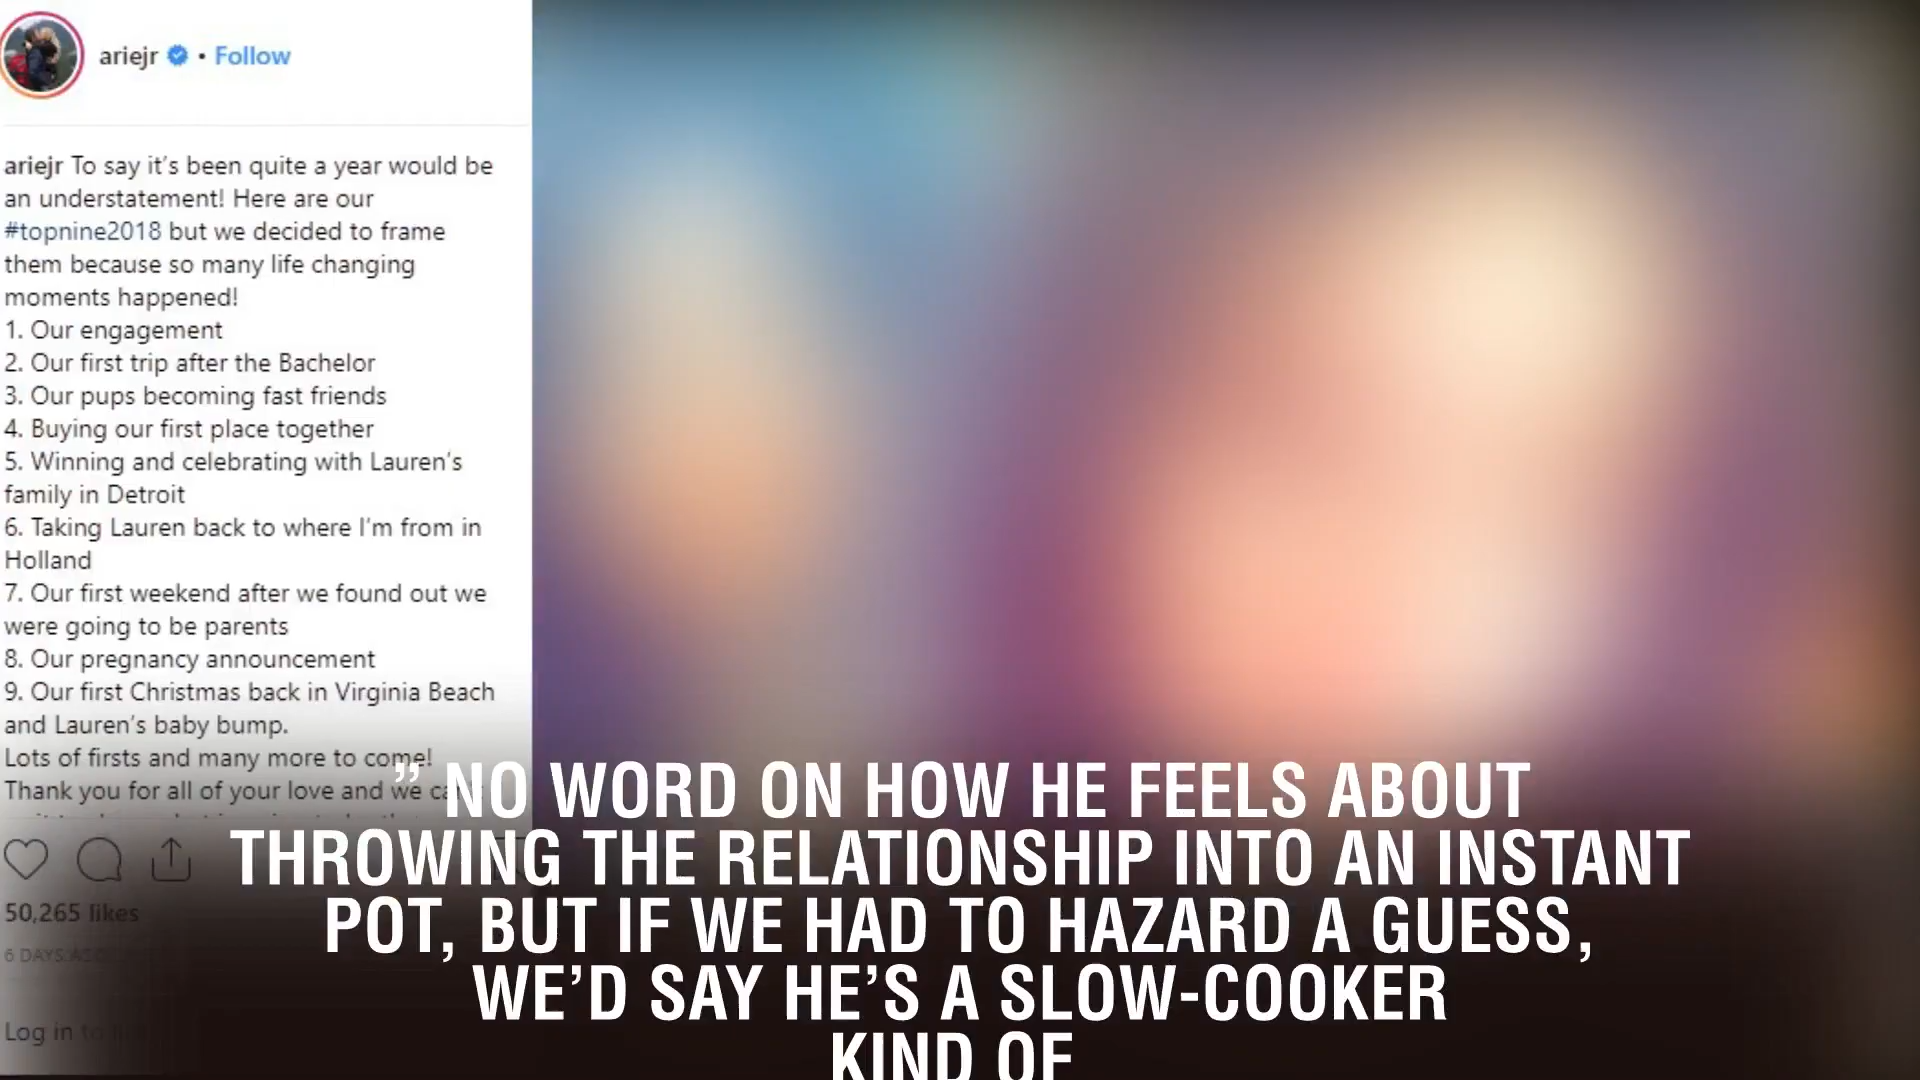 ariejr • Follow
ariejr To say it's been quite a year would be
an understatement! Here are our
#topnine2018 but we decided to frame
them because so many life changing
moments happened!
1. Our engagement
2. Our first trip after the Bachelor
3. Our pups becoming fast friends
4. Buying our first place together
5. Winning and celebrating with Lauren's
family in Detroit
6. Taking Lauren back to where I'm from in
Holland
7. Our first weekend after we found out we
were going to be parents
8. Our pregnancy announcement
9. Our first Christmas back in Virginia Beach
and Lauren's baby bump.
Lots of firsts and many more to come!
Thank you for all of your love and we
50,265 likes
6 DAYS AGO
Log in to
” NO WORD ON HOW HE FEELS ABOUT
THROWING THE RELATIONSHIP INTO AN INSTANT
POT, BUT IF WE HAD TO HAZARD A GUESS,
WE’D SAY HE’S A SLOW-COOKER
KIND OF